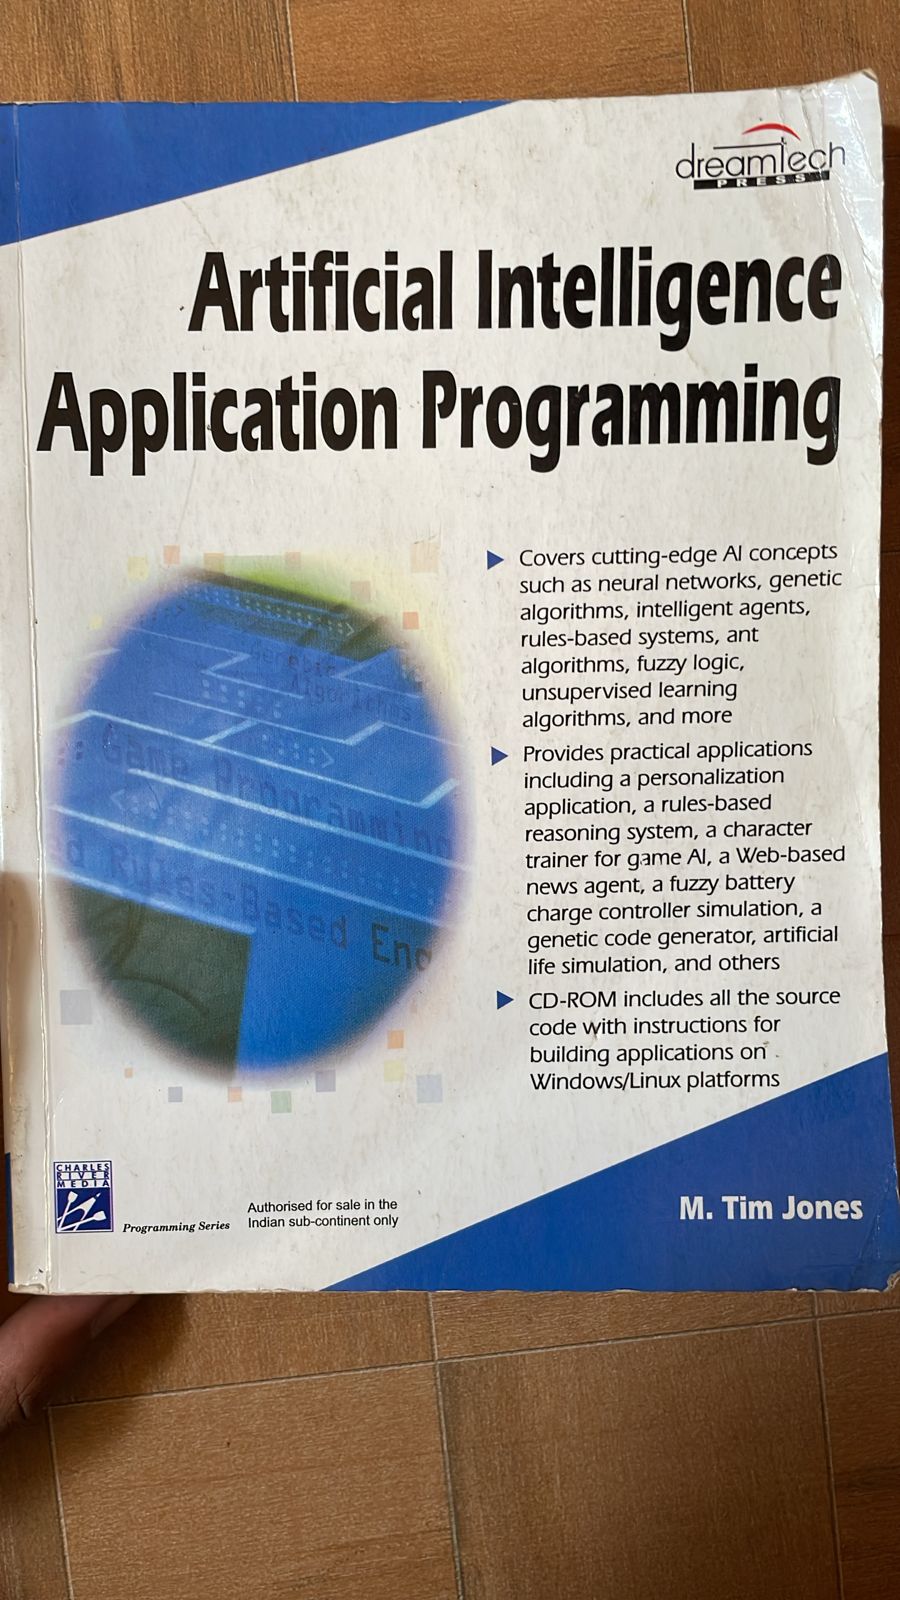 dreamtech
PRESS
Artificial Intelligence
Application Programming
Covers cutting-edge AI concepts
such as neural networks, genetic
algorithms, intelligent agents,
rules-based systems, ant
algorithms, fuzzy logic,
unsupervised learning
algorithms, and more
Provides practical applications
including a personalization
application, a rules-based
reasoning system, a character
trainer for game AI, a Web-based
news agent, a fuzzy battery
charge controller simulation, a
genetic code generator, artificial
life simulation, and others
CD-ROM includes all the source
code with instructions for
building applications on
Windows/Linux platforms
Genetic
Algorithms
Game Programming
Rules-Based Eng
CHARLES
RIVER
MEDIA
Programming Series
Authorised for sale in the
Indian sub-continent only
M. Tim Jones